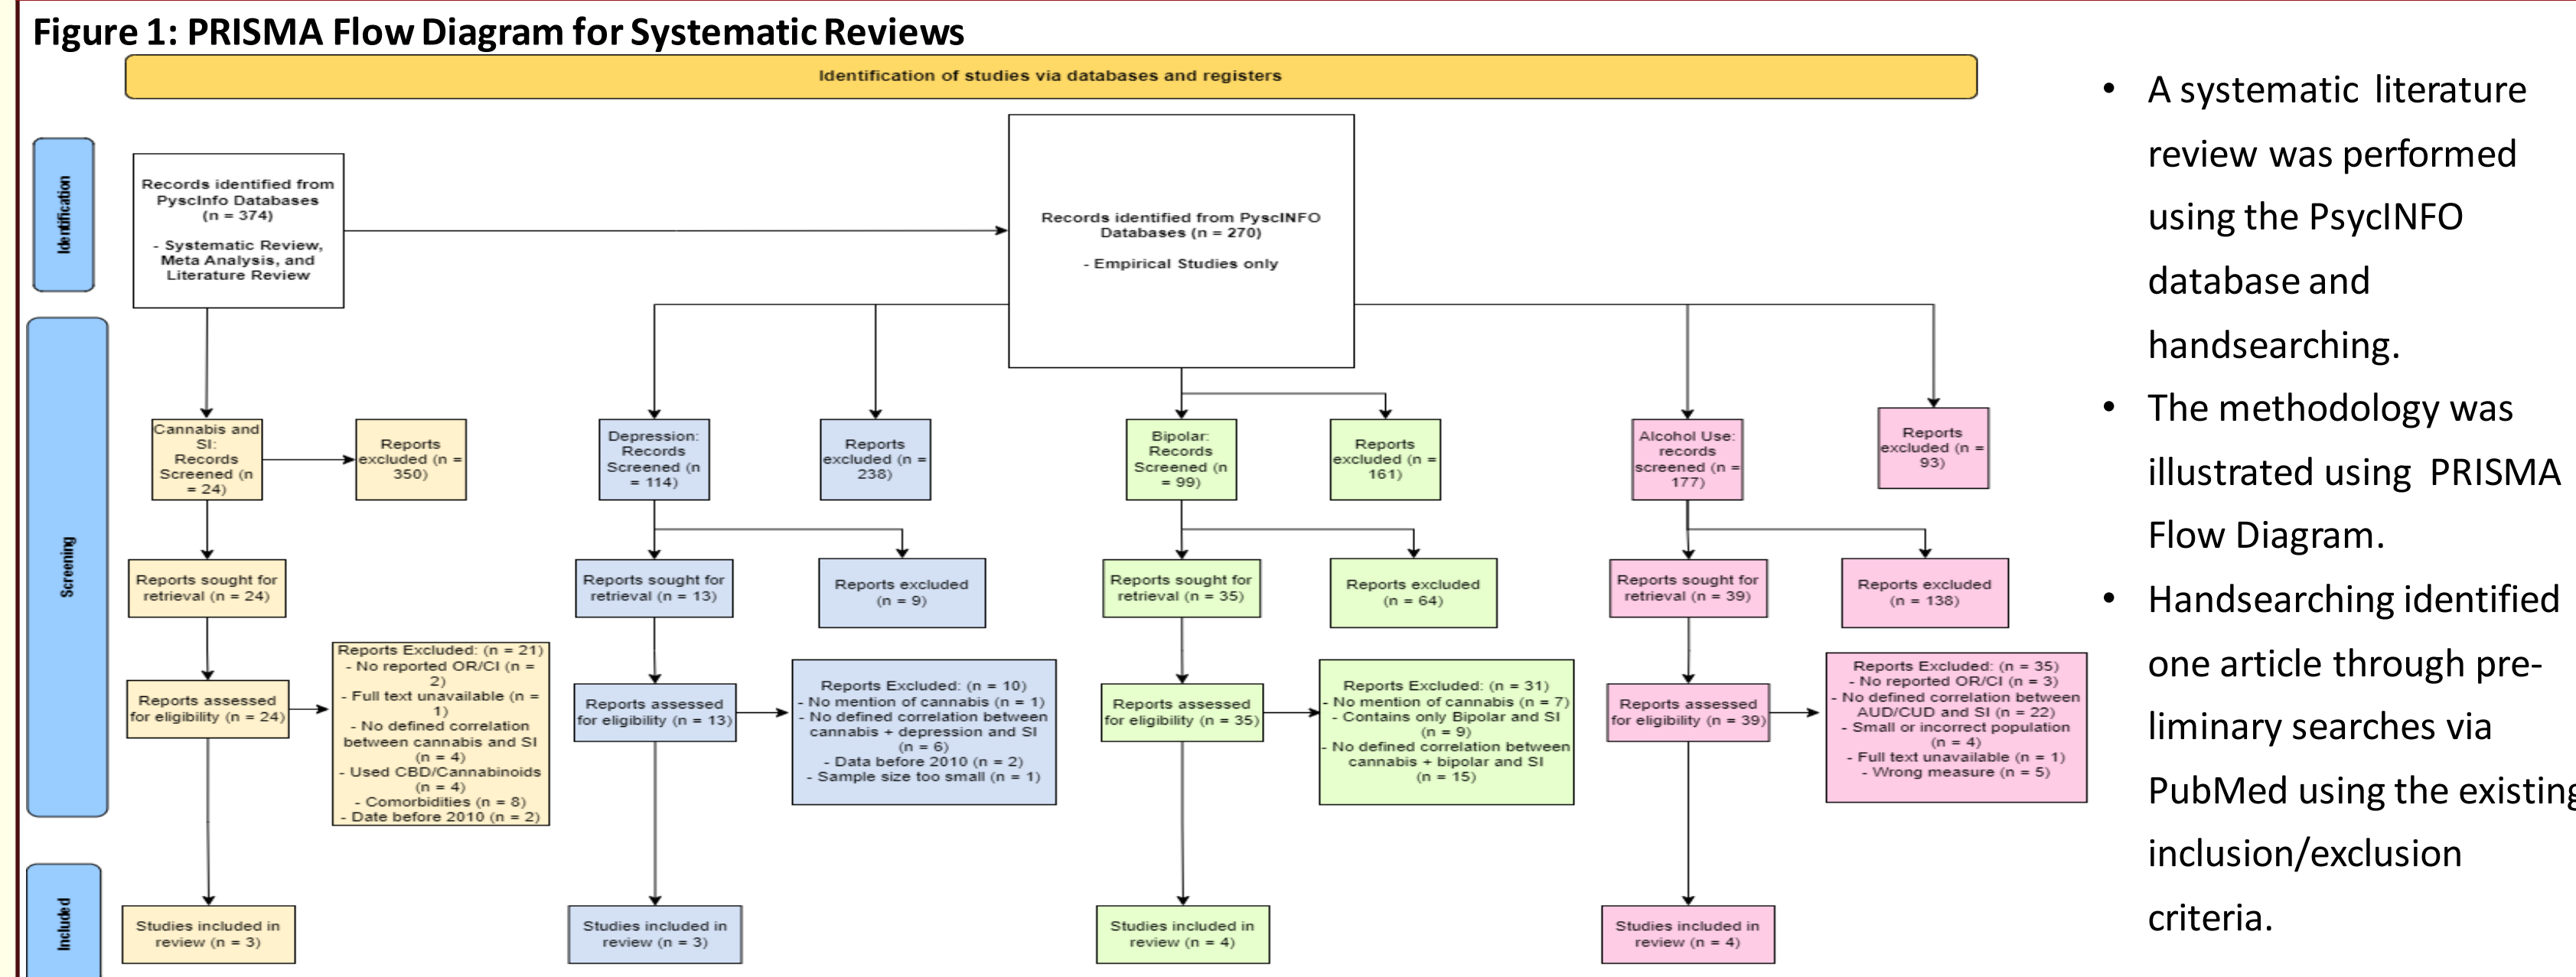 Figure 1: PRISMA Flow Diagram for Systematic Reviews
Identification of studies via databases and registers
Identification
Records identified from
PyscInfo Databases
(n = 374)
- Systematic Review,
Meta Analysis, and
Literature Review
Records identified from PyscINFO
Databases (n = 270)
- Empirical Studies only
Screening
Cannabis and
SI:
Records
Screened (n
= 24)
Reports
excluded (n =
350)
Depression:
Records
Screened (n
= 114)
Reports
excluded (n =
238)
Bipolar:
Records
Screened (n
= 99)
Reports
excluded (n =
161)
Alcohol Use:
records
screened (n =
177)
Reports
excluded (n =
93)
Reports sought for
retrieval (n = 24)
Reports sought for
retrieval (n = 13)
Reports excluded
(n = 9)
Reports sought for
retrieval (n = 35)
Reports excluded
(n = 64)
Reports sought for
retrieval (n = 39)
Reports excluded
(n = 138)
Reports assessed
for eligibility (n = 24)
Reports Excluded: (n = 21)
- No reported OR/CI (n =
2)
- Full text unavailable (n =
1)
- No defined correlation
between cannabis and SI
(n = 4)
- Used CBD/Cannabinoids
(n = 4)
- Comorbidities (n = 8)
- Date before 2010 (n = 2)
Reports assessed
for eligibility (n = 13)
Reports Excluded: (n = 10)
- No mention of cannabis (n = 1)
- No defined correlation between
cannabis + depression and SI
(n = 6)
- Data before 2010 (n = 2)
- Sample size too small (n = 1)
Reports assessed
for eligibility (n = 35)
Reports Excluded: (n = 31)
- No mention of cannabis (n = 7)
- Contains only Bipolar and SI
(n = 9)
- No defined correlation between
cannabis + bipolar and SI
(n = 15)
Reports assessed
for eligibility (n = 39)
Reports Excluded: (n = 35)
- No reported OR/CI (n = 3)
- No defined correlation between
AUD/CUD and SI (n = 22)
- Small or incorrect population
(n = 4)
- Full text unavailable (n = 1)
- Wrong measure (n = 5)
Included
Studies included in
review (n = 3)
Studies included in
review (n = 3)
Studies included in
review (n = 4)
Studies included in
review (n = 4)
• A systematic literature
review was performed
using the PsycINFO
database and
handsearching.
• The methodology was
illustrated using PRISMA
Flow Diagram.
• Handsearching identified
one article through pre-
liminary searches via
PubMed using the existing
inclusion/exclusion
criteria.